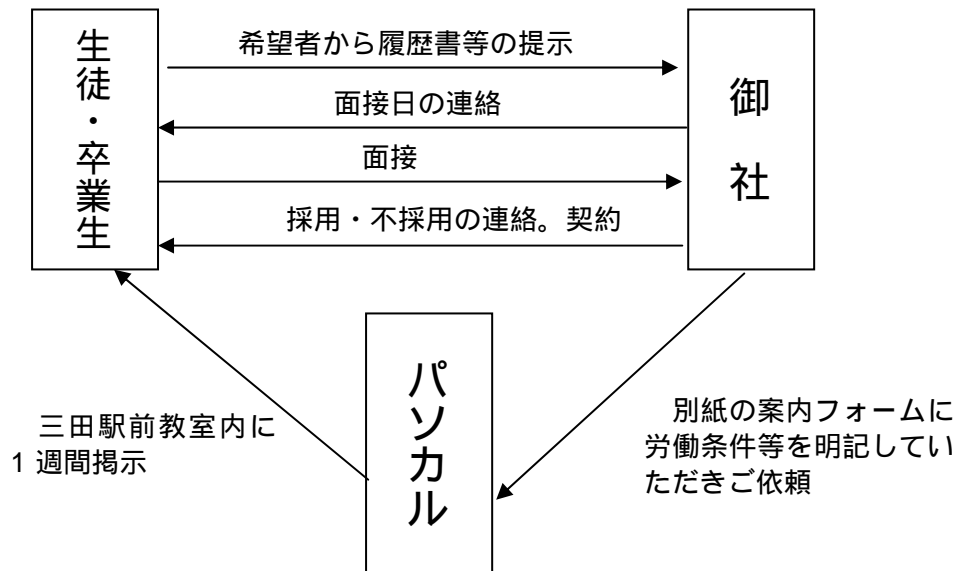 希望者から履歴書等の提示
生徒・卒業生
御社
面接日の連絡
面接
採用・不採用の連絡。契約
パソカル
三田駅前教室内に
1週間掲示
別紙の案内フォームに
労働条件等を明記してい
ただきご依頼